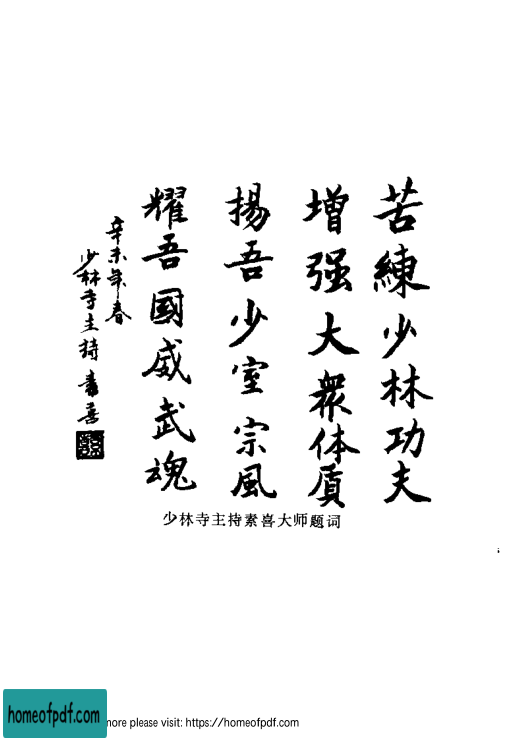 苦練少林功夫
增强大衆体质
揚吾少室宗風
耀吾國威武魂
辛未年春
少林寺主持素喜
少林寺主持素喜大师题词
homeofpdf.com
more please visit: https://homeofpdf.com